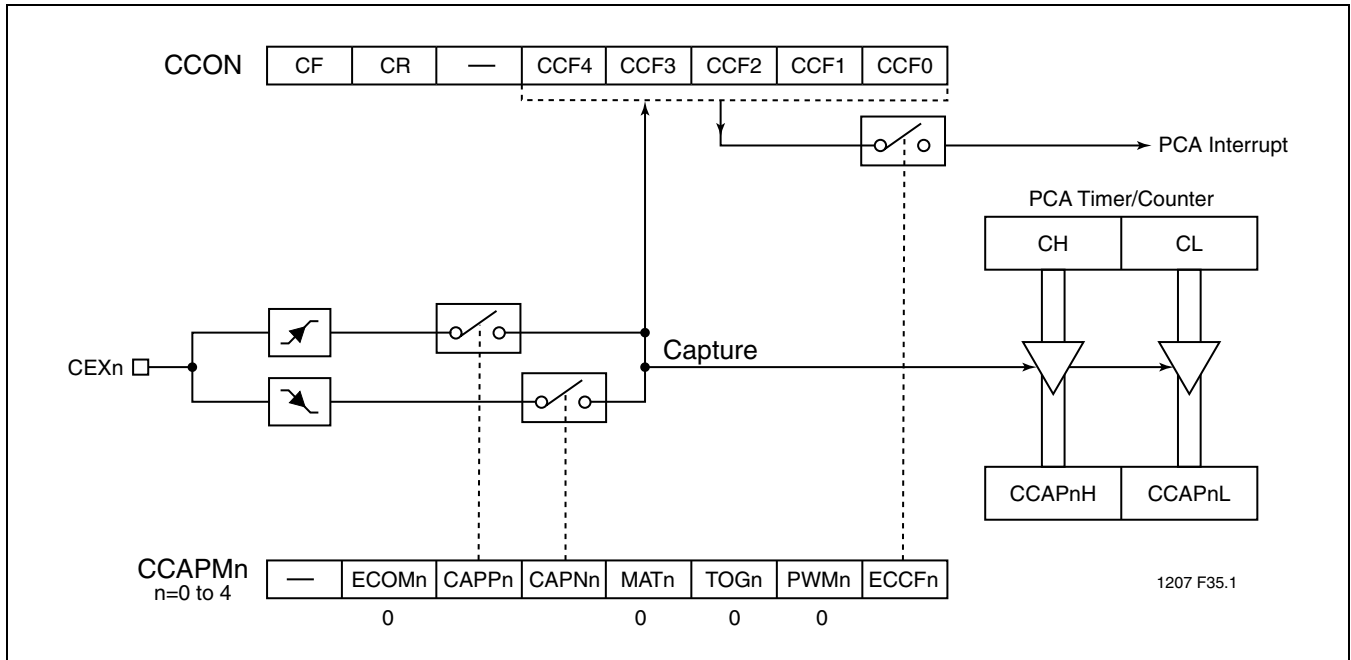 CCON CF CR — CCF4 CCF3 CCF2 CCF1 CCF0
PCA Interrupt
PCA Timer/Counter
CH CL
CEXn
Capture
CCAPnH CCAPnL
CCAPMn — ECOMn CAPPn CAPNn MATn TOGn PWMn ECCFn
n=0 to 4
0 0 0 0
1207 F35.1